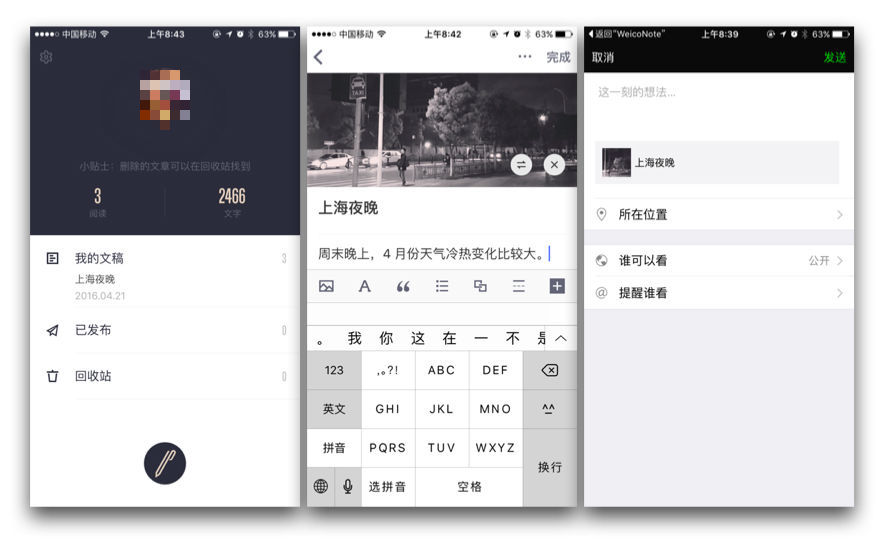 中国移动 上午8:43 63%
小贴士：删除的文章可以在回收站找到
3 2466
阅读 文字
我的文稿 3
上海夜晚
2016.04.21
已发布 0
回收站 0
中国移动 上午8:42 63%
完成
TAXI
上海夜晚
周末晚上，4 月份天气冷热变化比较大。
。 我 你 这 在 一 不 是
123 ,。?! ABC DEF
英文 GHI JKL MNO ^^
拼音 PQRS TUV WXYZ
换行
选拼音 空格
返回“WeicoNote” 上午8:39 63%
取消 发送
这一刻的想法...
上海夜晚
所在位置
谁可以看 公开
@ 提醒谁看